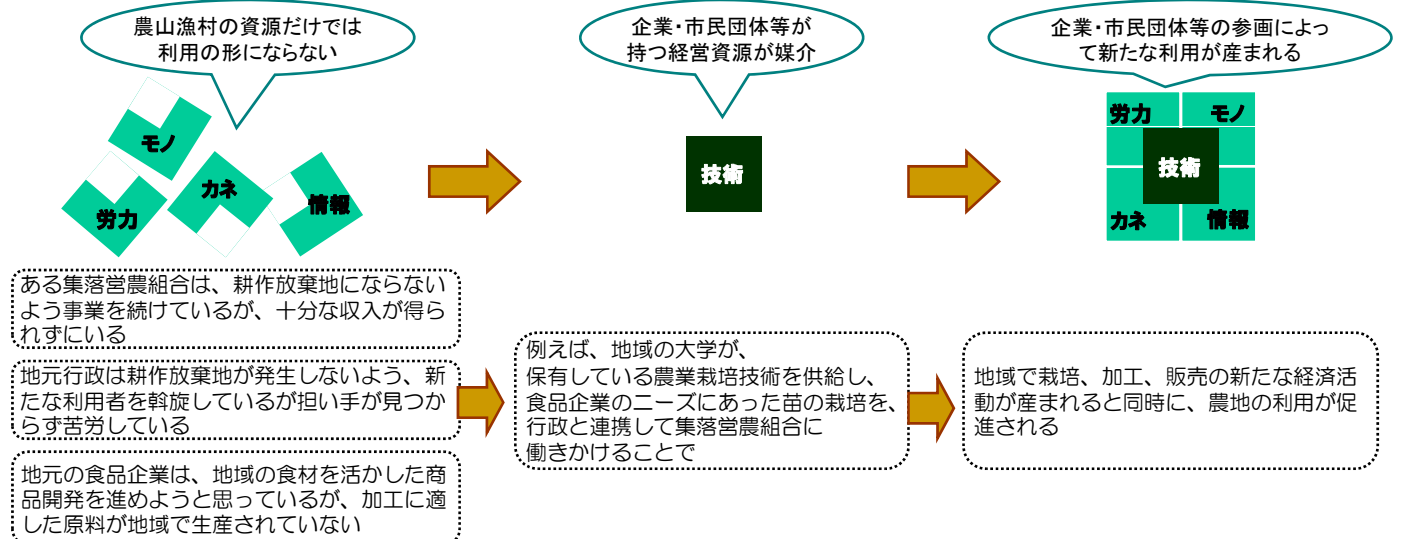 農山漁村の資源だけでは
利用の形にならない
企業・市民団体等が
持つ経営資源が媒介
企業・市民団体等の参画によっ
て新たな利用が産まれる
モノ
カネ
労力
情報
技術
労力
モノ
技術
カネ
情報
ある集落営農組合は、耕作放棄地にならない
よう事業を続けているが、十分な収入が得ら
れずにいる
地元行政は耕作放棄地が発生しないよう、新
たな利用者を斡旋しているが担い手が見つか
らず苦労している
地元の食品企業は、地域の食材を活かした商
品開発を進めようと思っているが、加工に適
した原料が地域で生産されていない
例えば、地域の大学が、
保有している農業栽培技術を供給し、
食品企業のニーズにあった苗の栽培を、
行政と連携して集落営農組合に
働きかけることで
地域で栽培、加工、販売の新たな経済活
動が産まれると同時に、農地の利用が促
進される